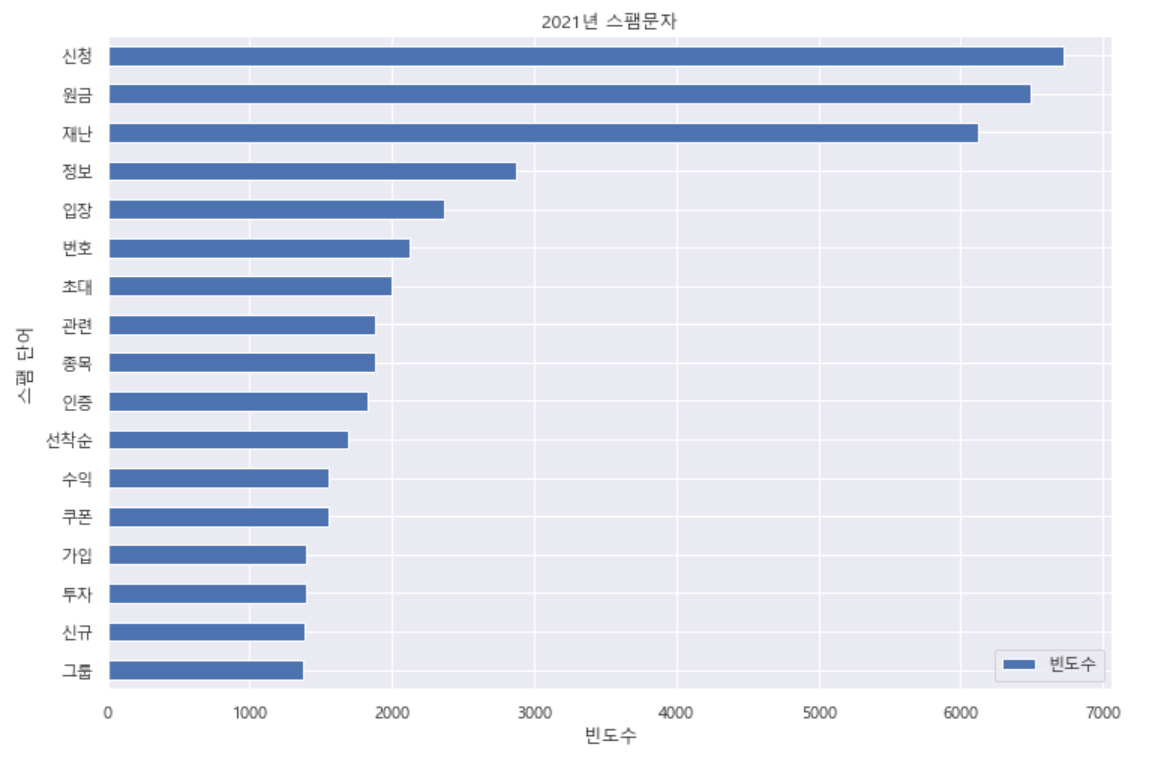 2021년 스팸문자
신청
원금
재난
정보
입장
번호
초대
관련
종목
인증
선착순
수익
쿠폰
가입
투자
신규
그룹
스팸 단어
빈도수
0 1000 2000 3000 4000 5000 6000 7000
빈도수